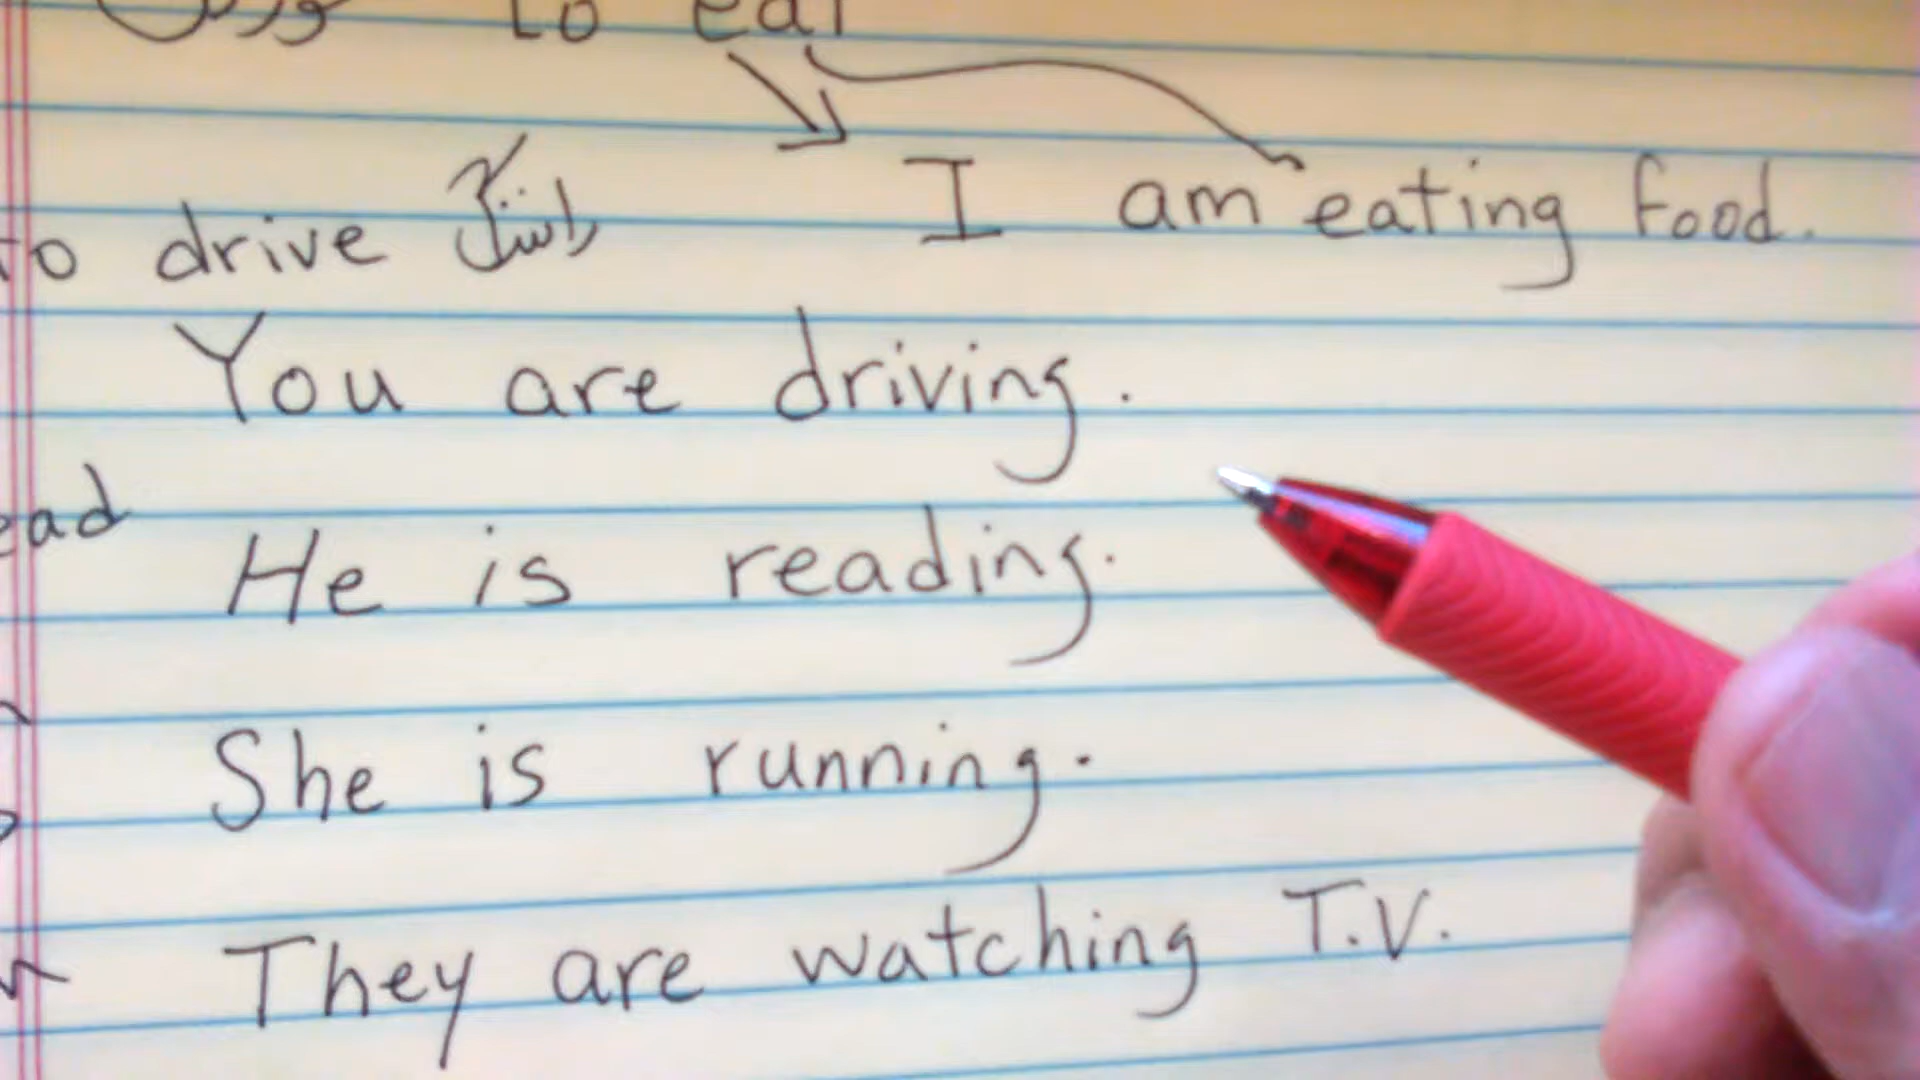 to eat
I am eating food.
to drive
You are driving.
ead
He is reading.
She is running.
They are watching T.V.